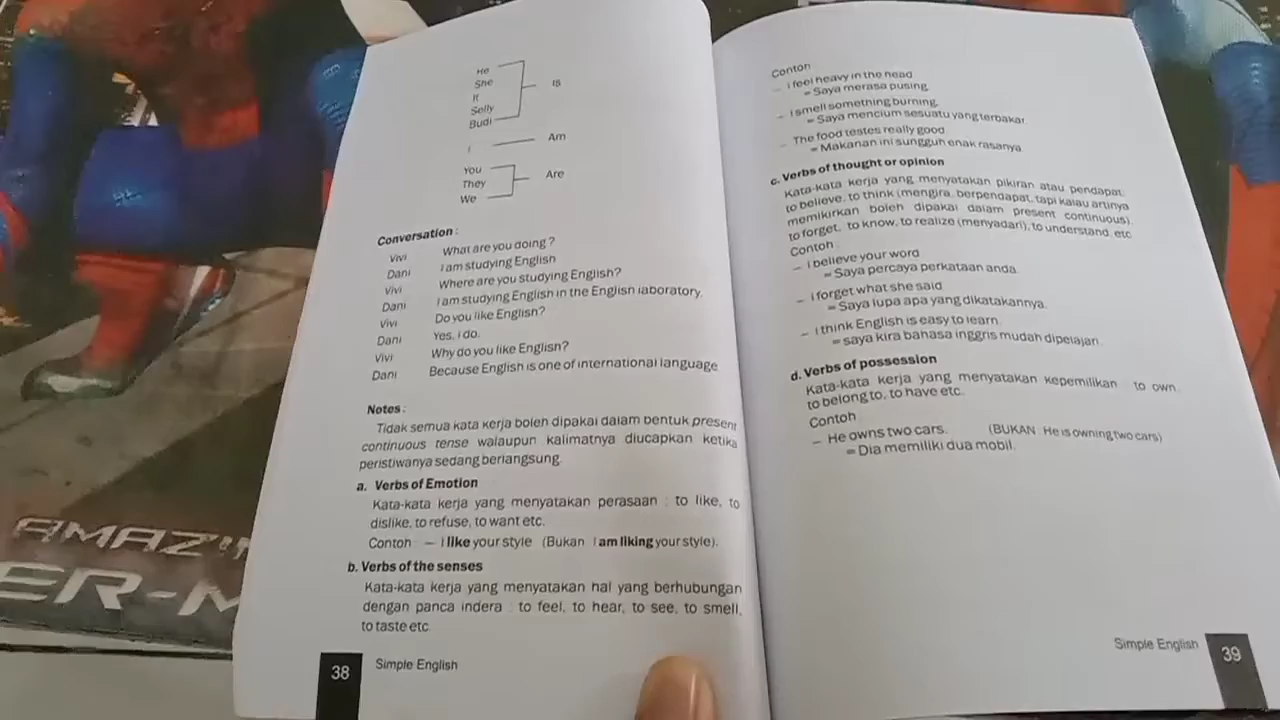 He
She
It
Selly
Budi
Is
I
Am
You
They
We
Are
Conversation :
Vivi What are you doing ?
Dani I am studying English
Vivi Where are you studying English?
Dani I am studying English in the English laboratory.
Vivi Do you like English?
Dani Yes, i do.
Vivi Why do you like English?
Dani Because English is one of international language
Notes :
Tidak semua kata kerja boleh dipakai dalam bentuk present
continuous tense walaupun kalimatnya diucapkan ketika
peristiwanya sedang berlangsung.
a. Verbs of Emotion
Kata-kata kerja yang menyatakan perasaan : to like, to
dislike, to refuse, to want etc.
Contoh : – I like your style (Bukan I am liking your style).
b. Verbs of the senses
Kata-kata kerja yang menyatakan hal yang berhubungan
dengan panca indera : to feel, to hear, to see, to smell,
to taste etc.
38 Simple English
Contoh
– I feel heavy in the head
= Saya merasa pusing.
– I smell something burning.
= Saya mencium sesuatu yang terbakar.
– The food testes really good
= Makanan ini sungguh enak rasanya.
c. Verbs of thought or opinion
Kata-kata kerja yang menyatakan pikiran atau pendapat:
to believe, to think (mengira, berpendapat, tapi kalau artinya
memikirkan boleh dipakai dalam present continuous),
to forget, to know, to realize (menyadari), to understand, etc
Contoh :
– I believe your word
= Saya percaya perkataan anda.
– I forget what she said
= Saya lupa apa yang dikatakannya.
– I think English is easy to learn.
= saya kira bahasa inggris mudah dipelajari.
d. Verbs of possession
Kata-kata kerja yang menyatakan kepemilikan : to own,
to belong to, to have etc.
Contoh
– He owns two cars. (BUKAN He is owning two cars)
= Dia memiliki dua mobil.
Simple English 39
AMAZIN
ER-M